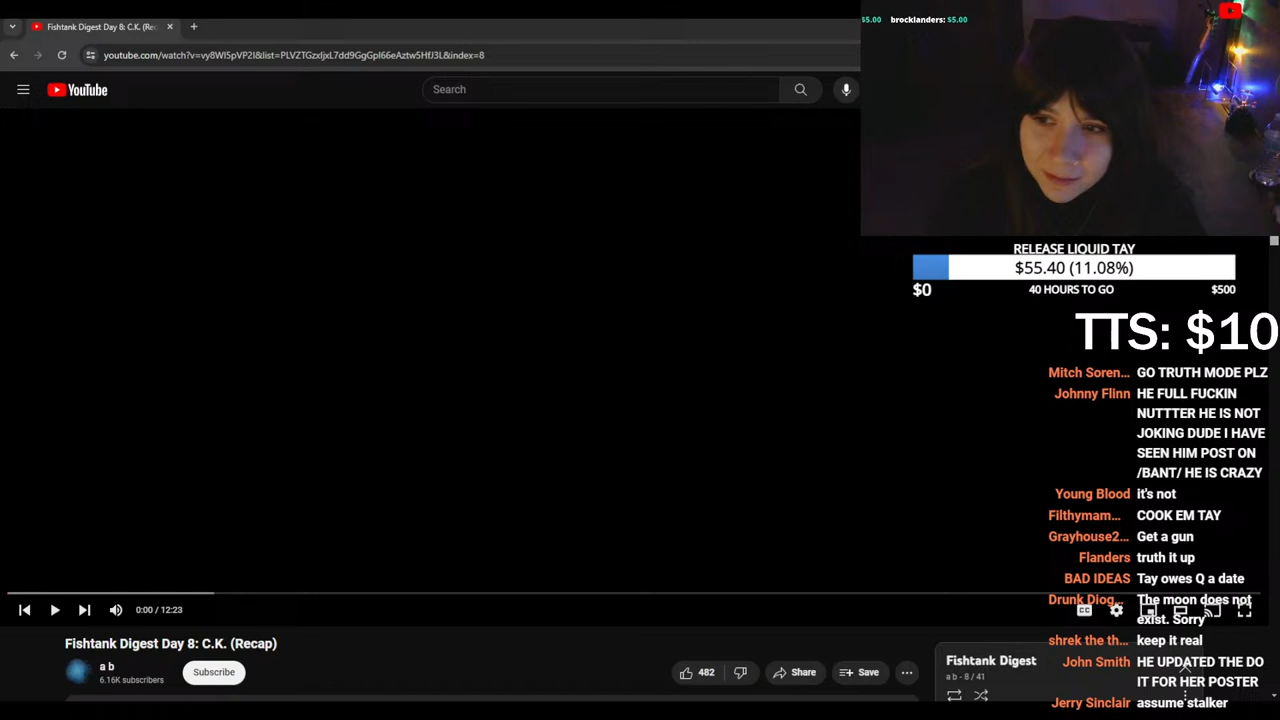 Fishtank Digest Day 8: C.K. (Rec
youtube.com/watch?v=vy8WI5pVP2I&list=PLVZTGzxIjxL7dd9GgGpI66eAztw5HfJ3L&index=8
YouTube
Search
$5.00 brocklanders: $5.00
RELEASE LIQUID TAY
$55.40 (11.08%)
$0 40 HOURS TO GO $500
TTS: $10
Mitch Soren... GO TRUTH MODE PLZ
Johnny Flinn HE FULL FUCKIN
NUTTTER HE IS NOT
JOKING DUDE I HAVE
SEEN HIM POST ON
/BANT/ HE IS CRAZY
Young Blood it's not
Filthymam... COOK EM TAY
Grayhouse2... Get a gun
Flanders truth it up
BAD IDEAS Tay owes Q a date
Drunk Diog... The moon does not
exist. Sorry
shrek the th... keep it real
John Smith HE UPDATED THE DO
IT FOR HER POSTER
Jerry Sinclair assume stalker
0:00 / 12:23
CC
Fishtank Digest Day 8: C.K. (Recap)
a b
6.16K subscribers
Subscribe
482
Share
Save
Fishtank Digest
a b - 8 / 41